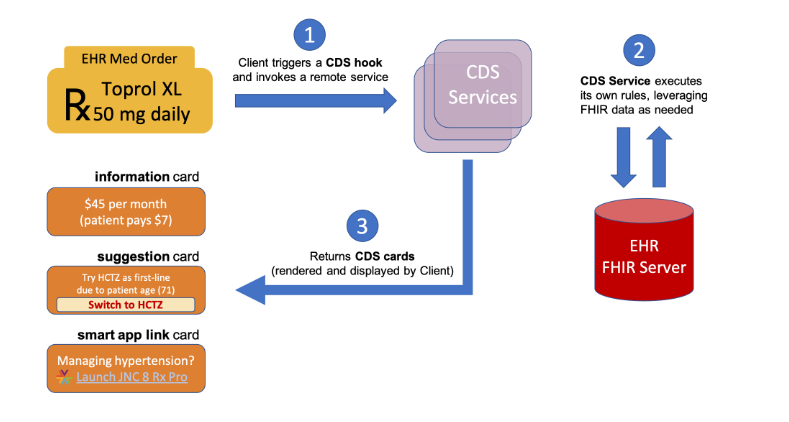 EHR Med Order
Rx
Toprol XL
50 mg daily
1
Client triggers a CDS hook
and invokes a remote service
CDS
Services
2
CDS Service executes
its own rules, leveraging
FHIR data as needed
EHR
FHIR Server
3
Returns CDS cards
(rendered and displayed by Client)
information card
$45 per month
(patient pays $7)
suggestion card
Try HCTZ as first-line
due to patient age (71)
Switch to HCTZ
smart app link card
Managing hypertension?
Launch JNC 8 Rx Pro